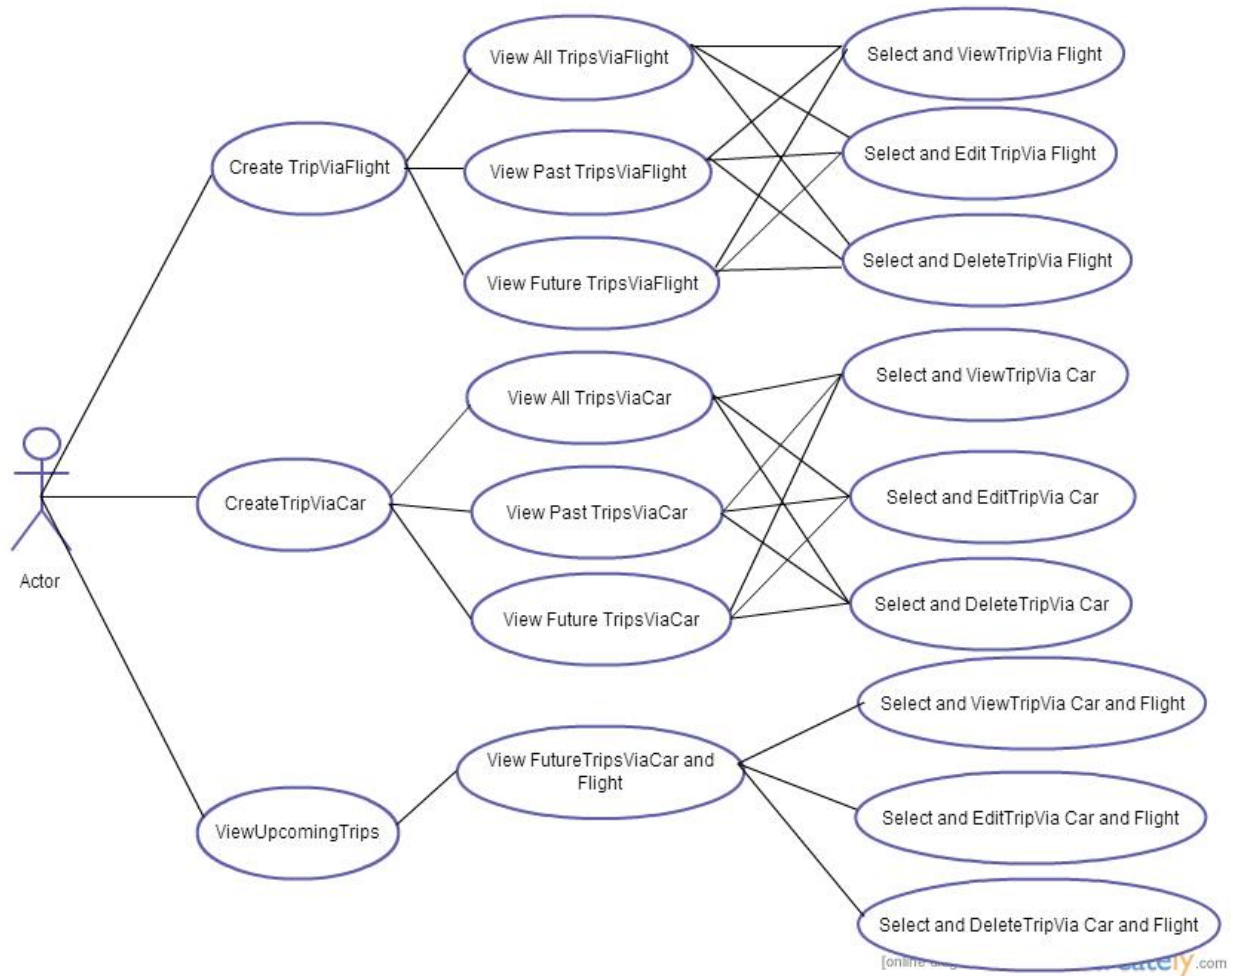 View All TripsViaFlight
Select and ViewTripVia Flight
Create TripViaFlight
View Past TripsViaFlight
Select and Edit TripVia Flight
View Future TripsViaFlight
Select and DeleteTripVia Flight
View All TripsViaCar
Select and ViewTripVia Car
CreateTripViaCar
View Past TripsViaCar
Select and EditTripVia Car
Actor
View Future TripsViaCar
Select and DeleteTripVia Car
Select and ViewTripVia Car and Flight
View FutureTripsViaCar and
Flight
ViewUpcomingTrips
Select and EditTripVia Car and Flight
Select and DeleteTripVia Car and Flight
.com